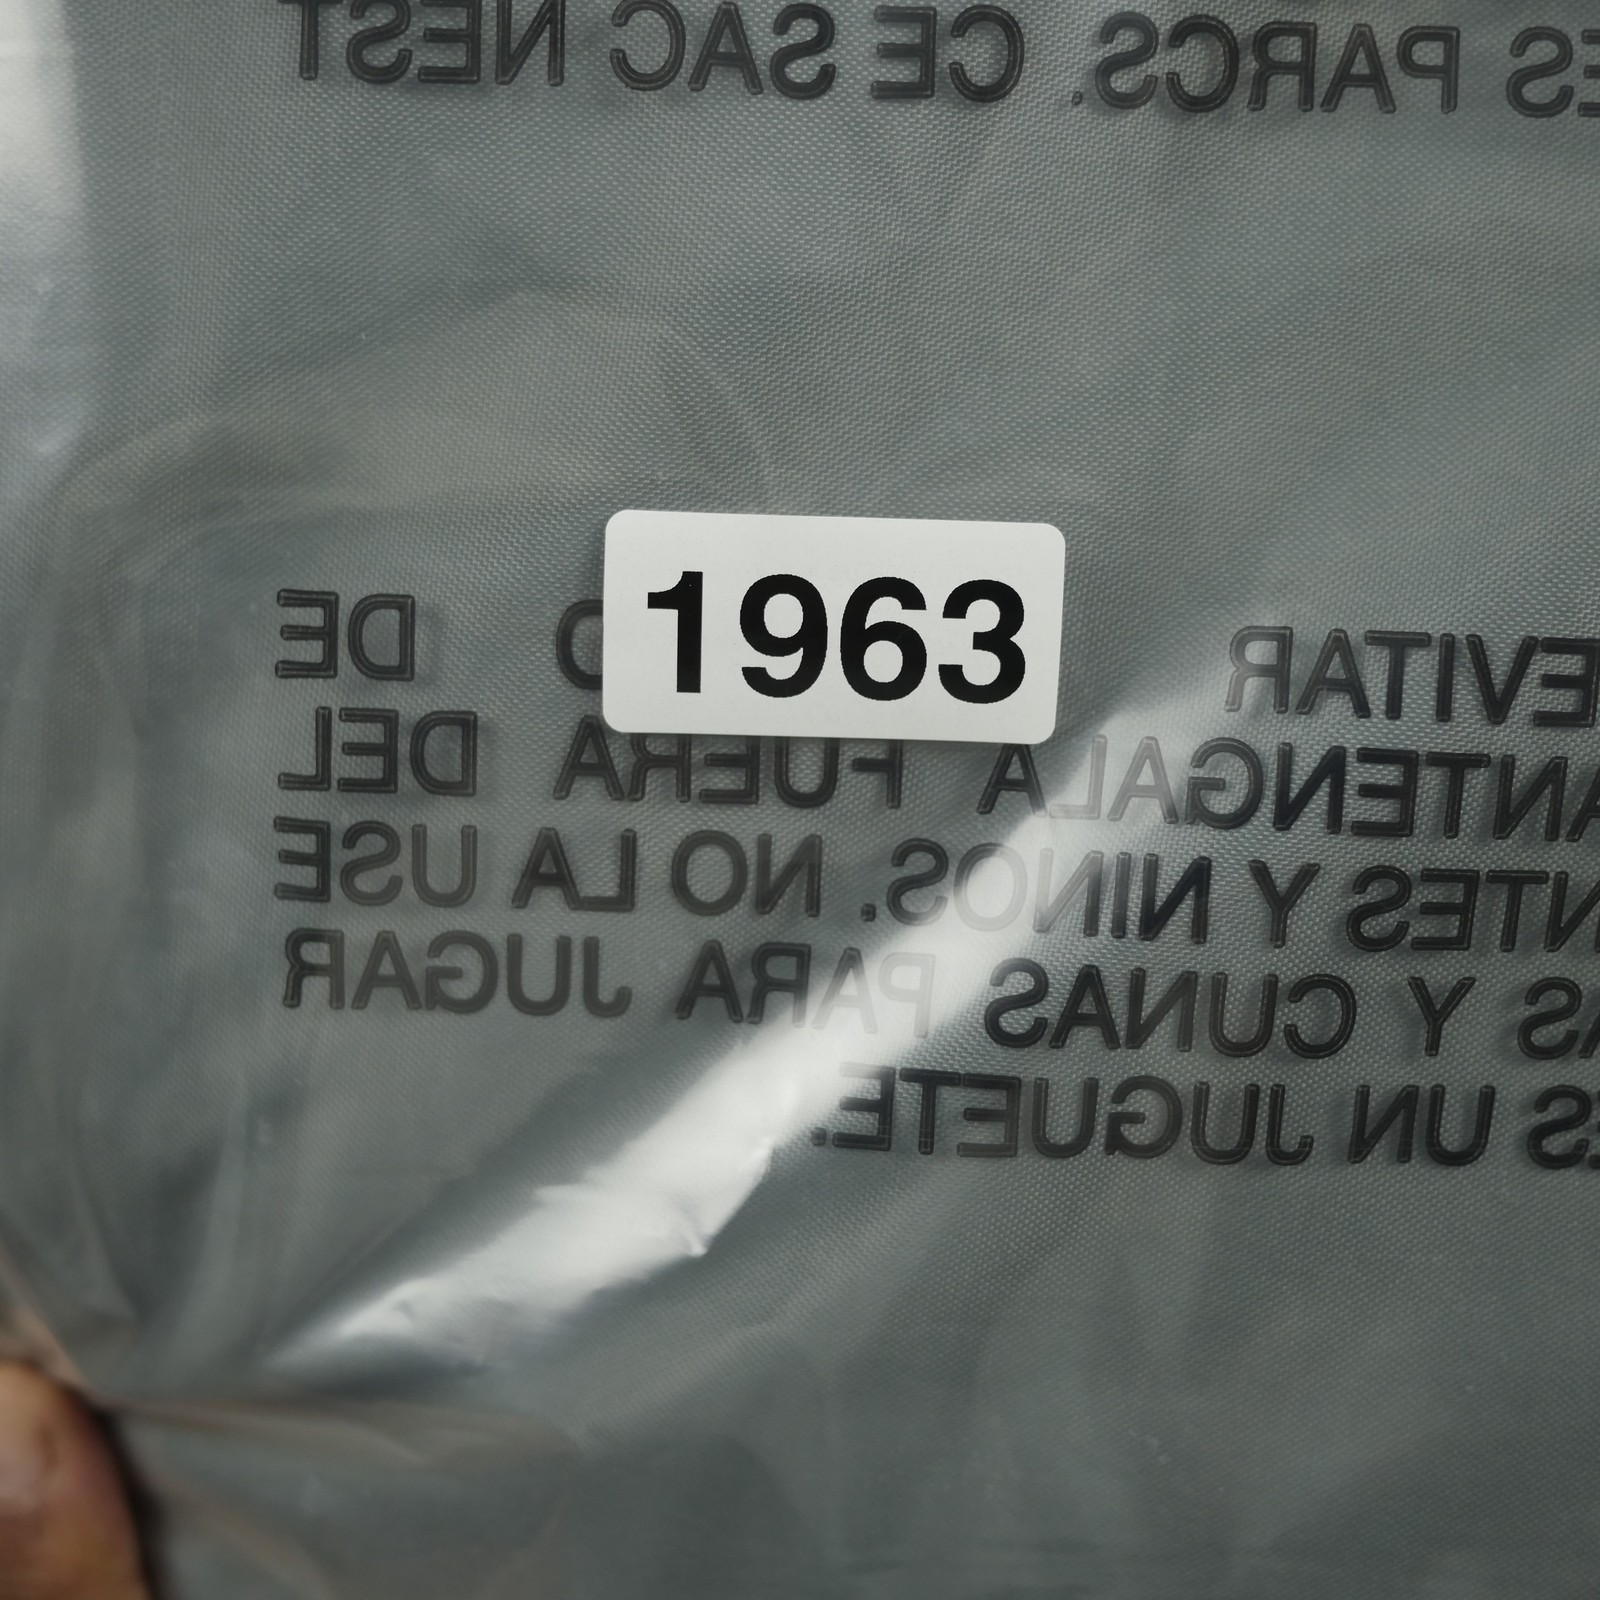 ES PARCS. CE SAC NEST
1963
EVITAR DE
ANTENGALA A FUERA DEL
NTES Y NINOS. NO LA USE
AS Y CUNAS PARA JUGAR
ES UN JUGUETE.